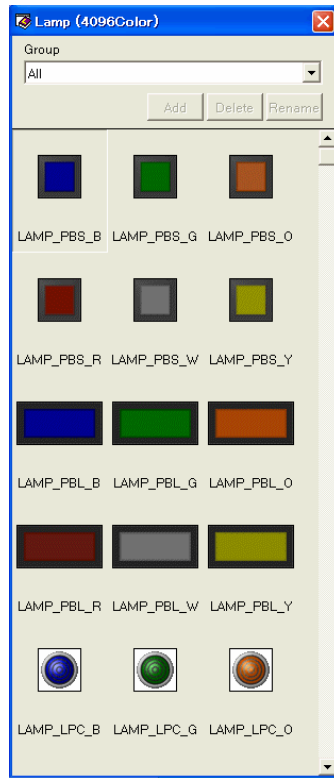 Lamp (4096Color)
Group
All
Add Delete Rename
LAMP_PBS_B LAMP_PBS_G LAMP_PBS_O
LAMP_PBS_R LAMP_PBS_W LAMP_PBS_Y
LAMP_PBL_B LAMP_PBL_G LAMP_PBL_O
LAMP_PBL_R LAMP_PBL_W LAMP_PBL_Y
LAMP_LPC_B LAMP_LPC_G LAMP_LPC_O